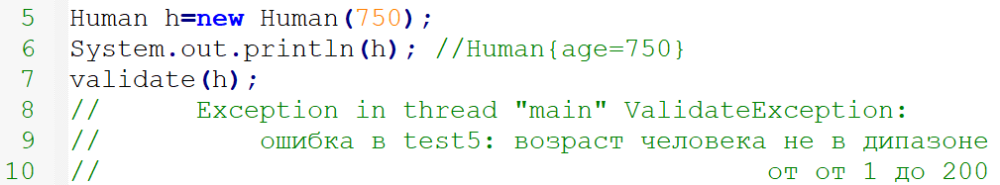 5 Human h=new Human(750);
6 System.out.println(h); //Human{age=750}
7 validate(h);
8 // Exception in thread "main" ValidateException:
9 // ошибка в test5: возраст человека не в дипазоне
10 // от от 1 до 200